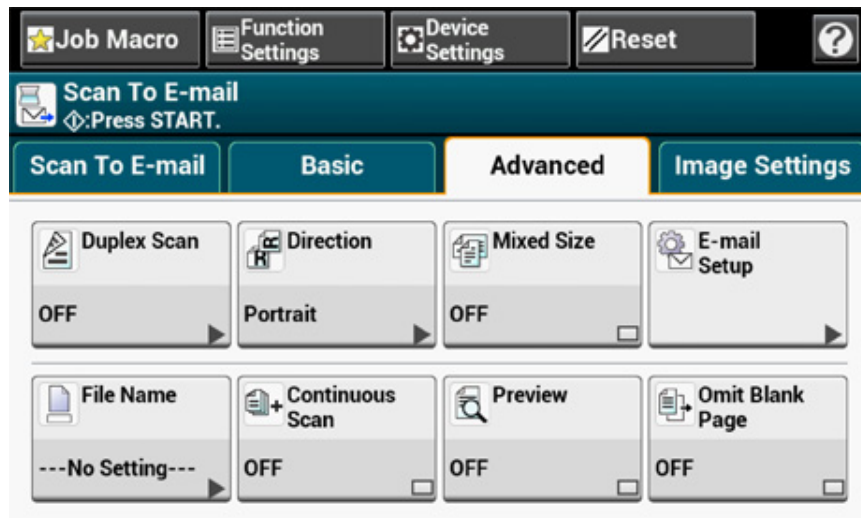 Job Macro
Function
Settings
Device
Settings
Reset
?
Scan To E-mail
:Press START.
Scan To E-mail
Basic
Advanced
Image Settings
Duplex Scan
OFF
Direction
Portrait
Mixed Size
OFF
E-mail
Setup
File Name
---No Setting---
Continuous
Scan
OFF
Preview
OFF
Omit Blank
Page
OFF